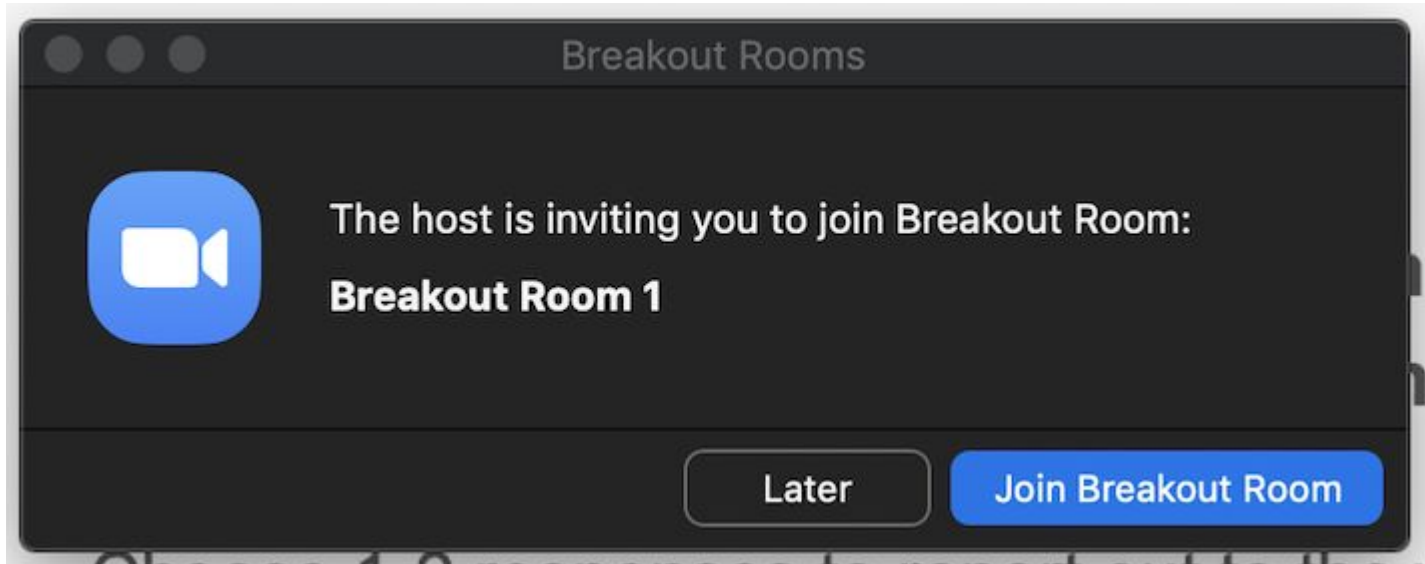 Breakout Rooms
The host is inviting you to join Breakout Room:
Breakout Room 1
Later
Join Breakout Room